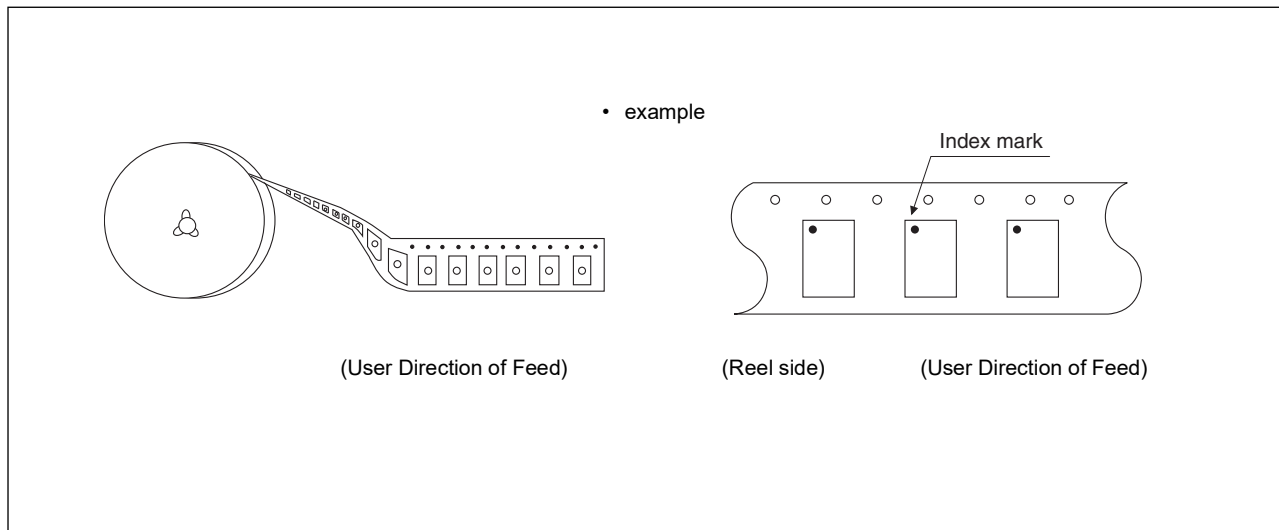 • example
Index mark
(User Direction of Feed)
(Reel side)
(User Direction of Feed)